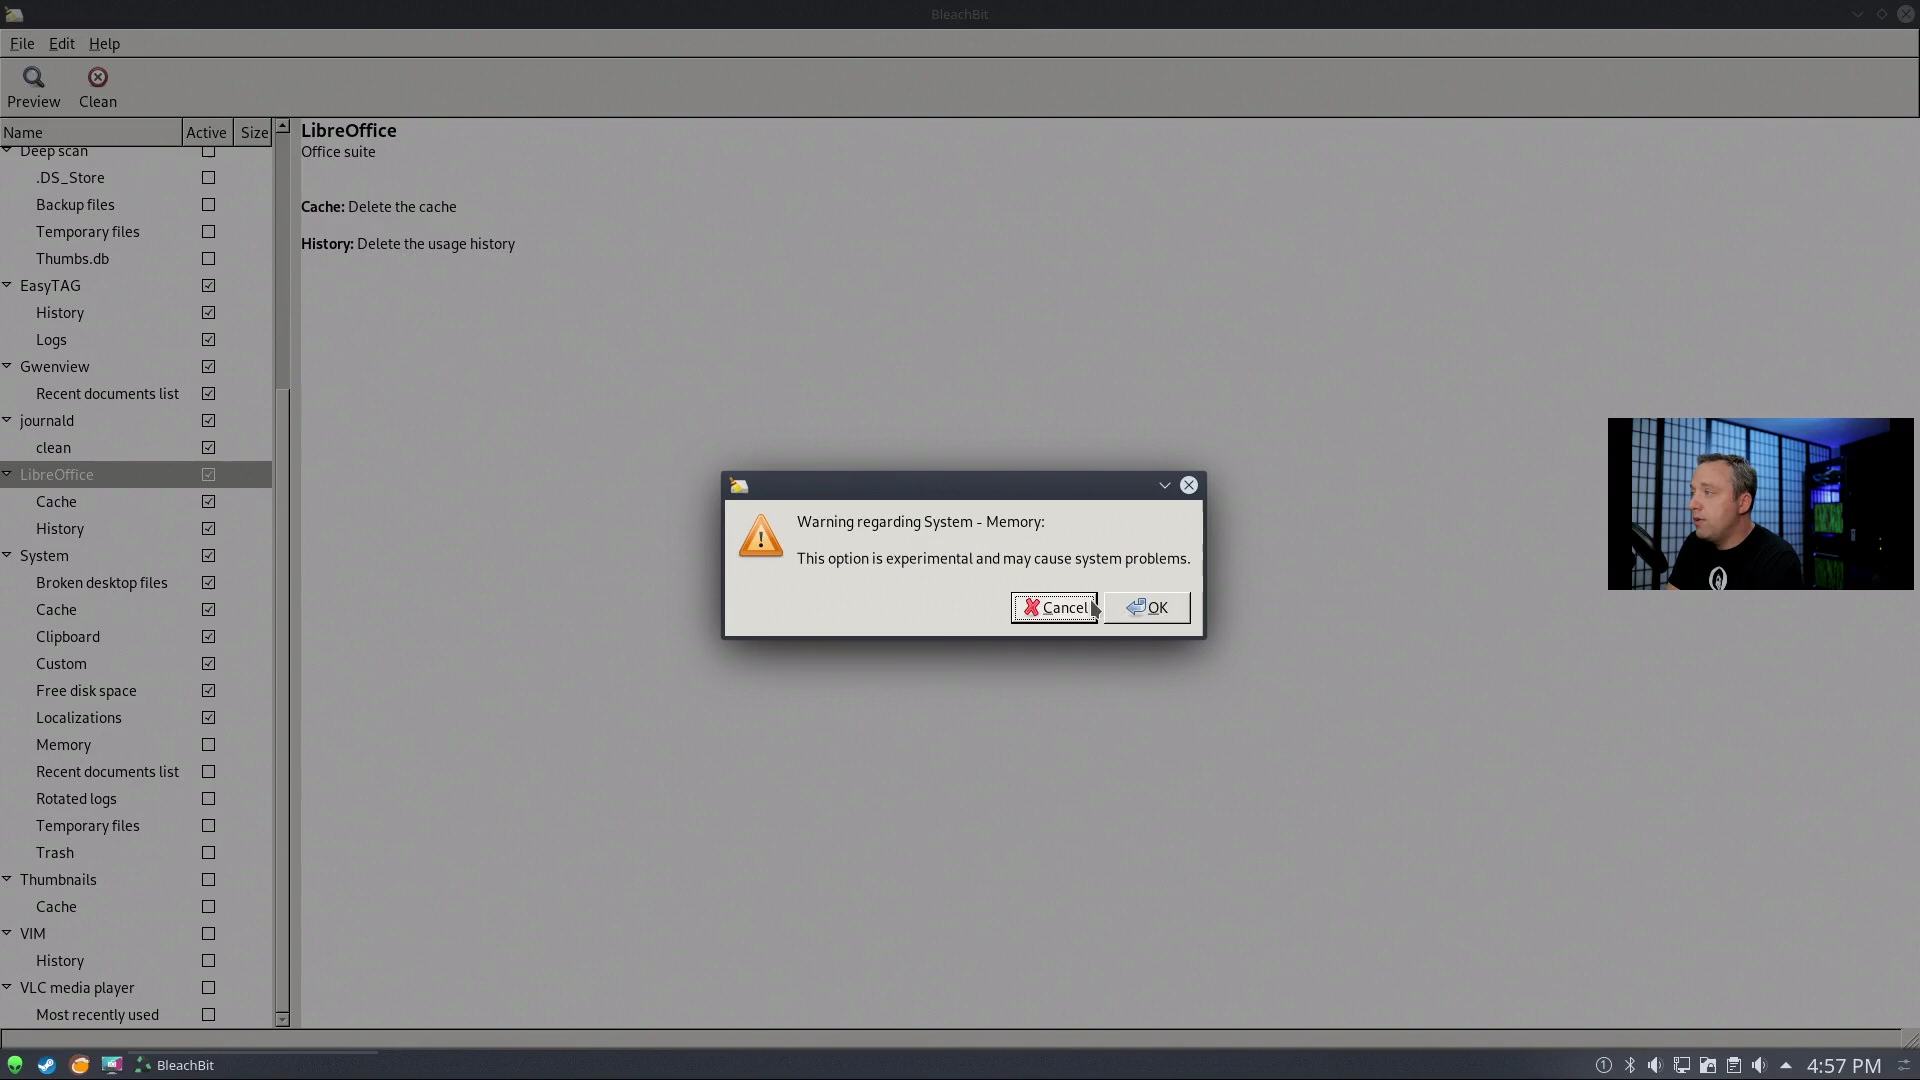 BleachBit
File Edit Help
Preview Clean
Name Active Size
Deep scan
.DS_Store
Backup files
Temporary files
Thumbs.db
EasyTAG
History
Logs
Gwenview
Recent documents list
journald
clean
LibreOffice
Cache
History
System
Broken desktop files
Cache
Clipboard
Custom
Free disk space
Localizations
Memory
Recent documents list
Rotated logs
Temporary files
Trash
Thumbnails
Cache
VIM
History
VLC media player
Most recently used
LibreOffice
Office suite
Cache: Delete the cache
History: Delete the usage history
Warning regarding System - Memory:
This option is experimental and may cause system problems.
Cancel OK
BleachBit
1
4:57 PM